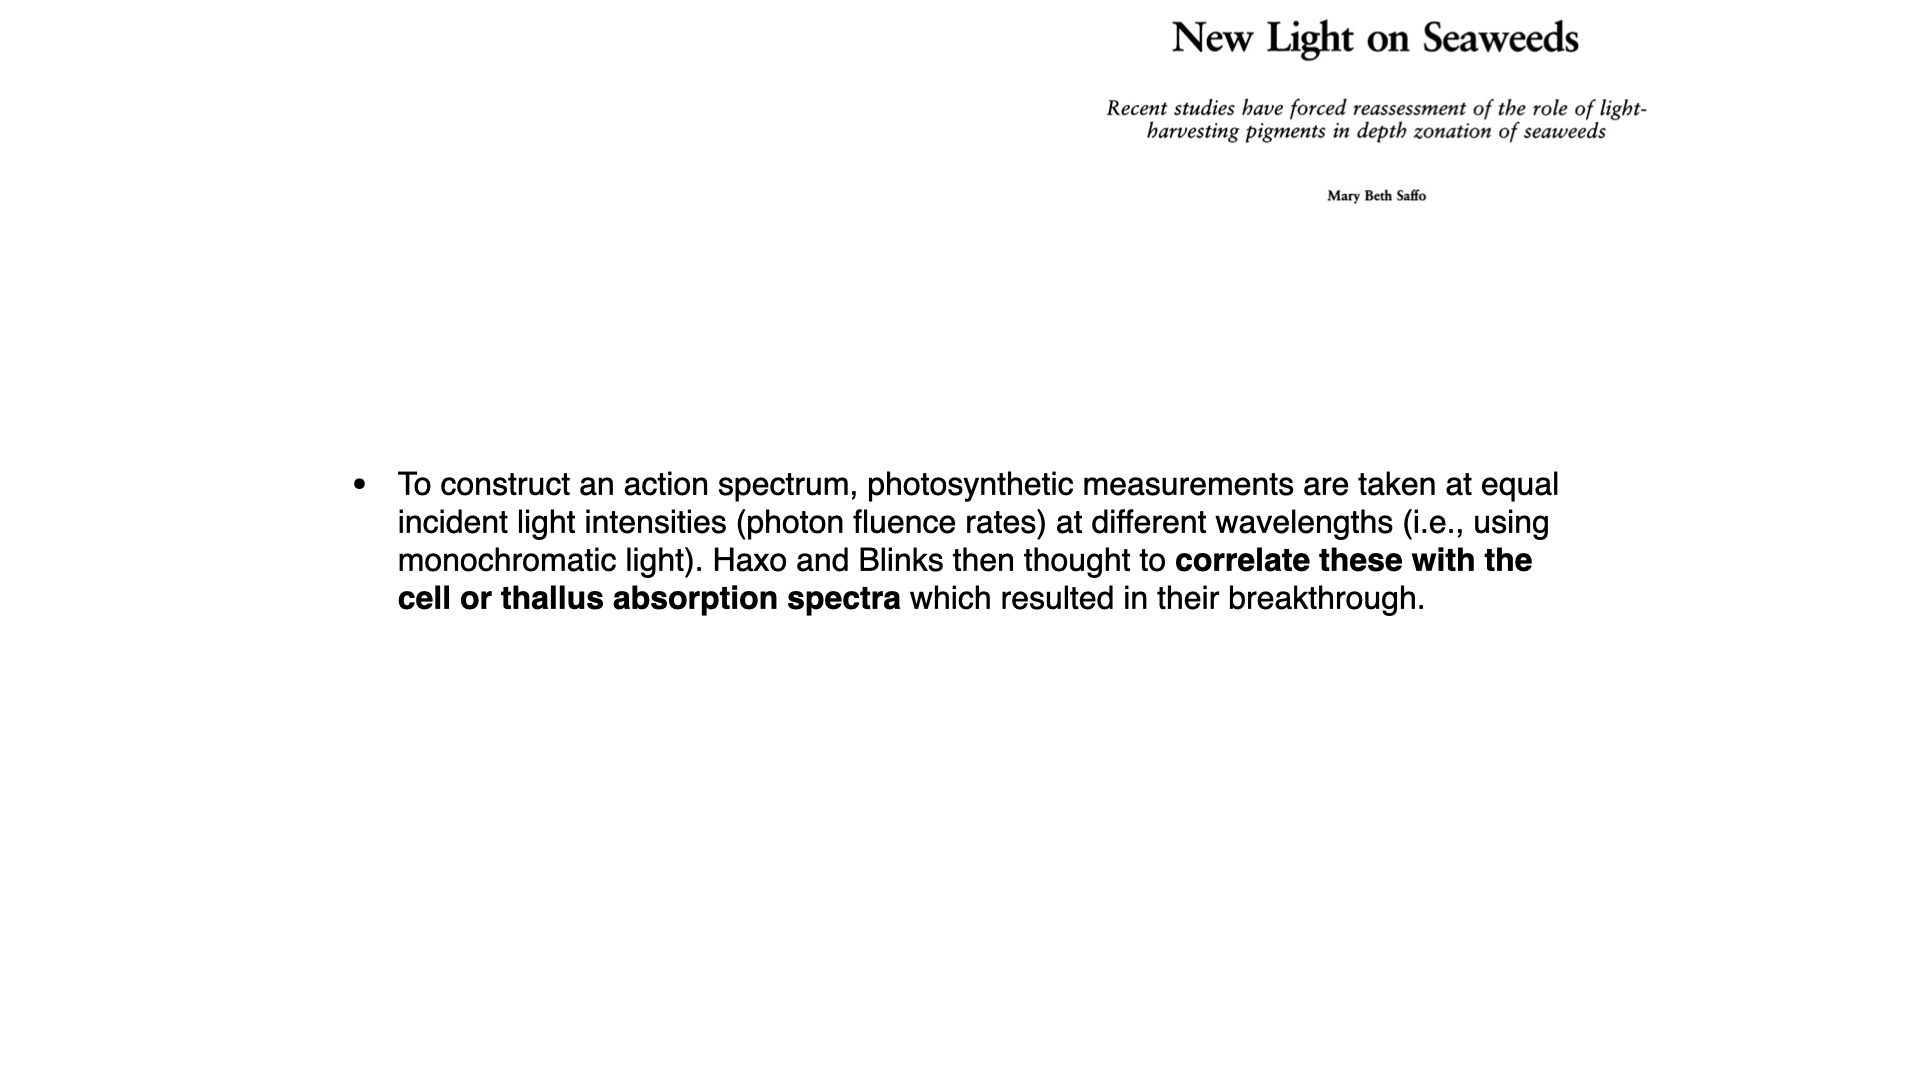 New Light on Seaweeds
Recent studies have forced reassessment of the role of light-
harvesting pigments in depth zonation of seaweeds
Mary Beth Saffo
• To construct an action spectrum, photosynthetic measurements are taken at equal
incident light intensities (photon fluence rates) at different wavelengths (i.e., using
monochromatic light). Haxo and Blinks then thought to correlate these with the
cell or thallus absorption spectra which resulted in their breakthrough.